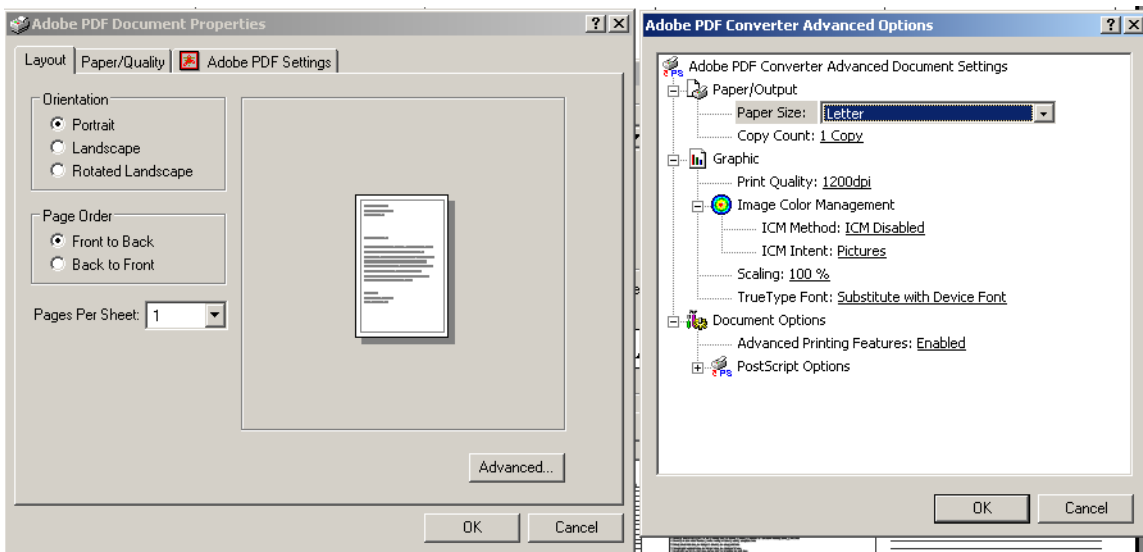 Adobe PDF Document Properties
Layout
Paper/Quality
Adobe PDF Settings
Orientation
Portrait
Landscape
Rotated Landscape
Page Order
Front to Back
Back to Front
Pages Per Sheet: 1
Advanced...
OK
Cancel
Adobe PDF Converter Advanced Options
Adobe PDF Converter Advanced Document Settings
Paper/Output
Paper Size: Letter
Copy Count: 1 Copy
Graphic
Print Quality: 1200dpi
Image Color Management
ICM Method: ICM Disabled
ICM Intent: Pictures
Scaling: 100 %
TrueType Font: Substitute with Device Font
Document Options
Advanced Printing Features: Enabled
PostScript Options
OK
Cancel